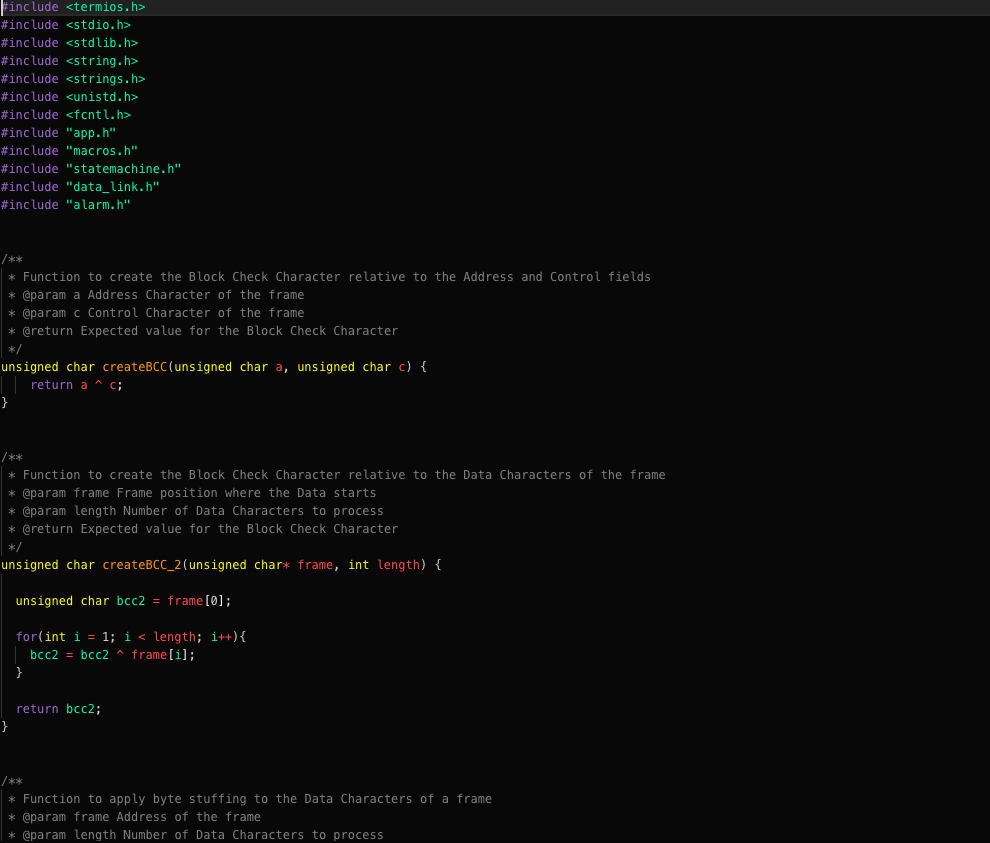 #include <termios.h>
#include <stdio.h>
#include <stdlib.h>
#include <string.h>
#include <strings.h>
#include <unistd.h>
#include <fcntl.h>
#include "app.h"
#include "macros.h"
#include "statemachine.h"
#include "data_link.h"
#include "alarm.h"
/**
 * Function to create the Block Check Character relative to the Address and Control fields
 * @param a Address Character of the frame
 * @param c Control Character of the frame
 * @return Expected value for the Block Check Character
 */
unsigned char createBCC(unsigned char a, unsigned char c) {
    return a ^ c;
}
/**
 * Function to create the Block Check Character relative to the Data Characters of the frame
 * @param frame Frame position where the Data starts
 * @param length Number of Data Characters to process
 * @return Expected value for the Block Check Character
 */
unsigned char createBCC_2(unsigned char* frame, int length) {
  unsigned char bcc2 = frame[0];
  for(int i = 1; i < length; i++){
    bcc2 = bcc2 ^ frame[i];
  }
  return bcc2;
}
/**
 * Function to apply byte stuffing to the Data Characters of a frame
 * @param frame Address of the frame
 * @param length Number of Data Characters to process